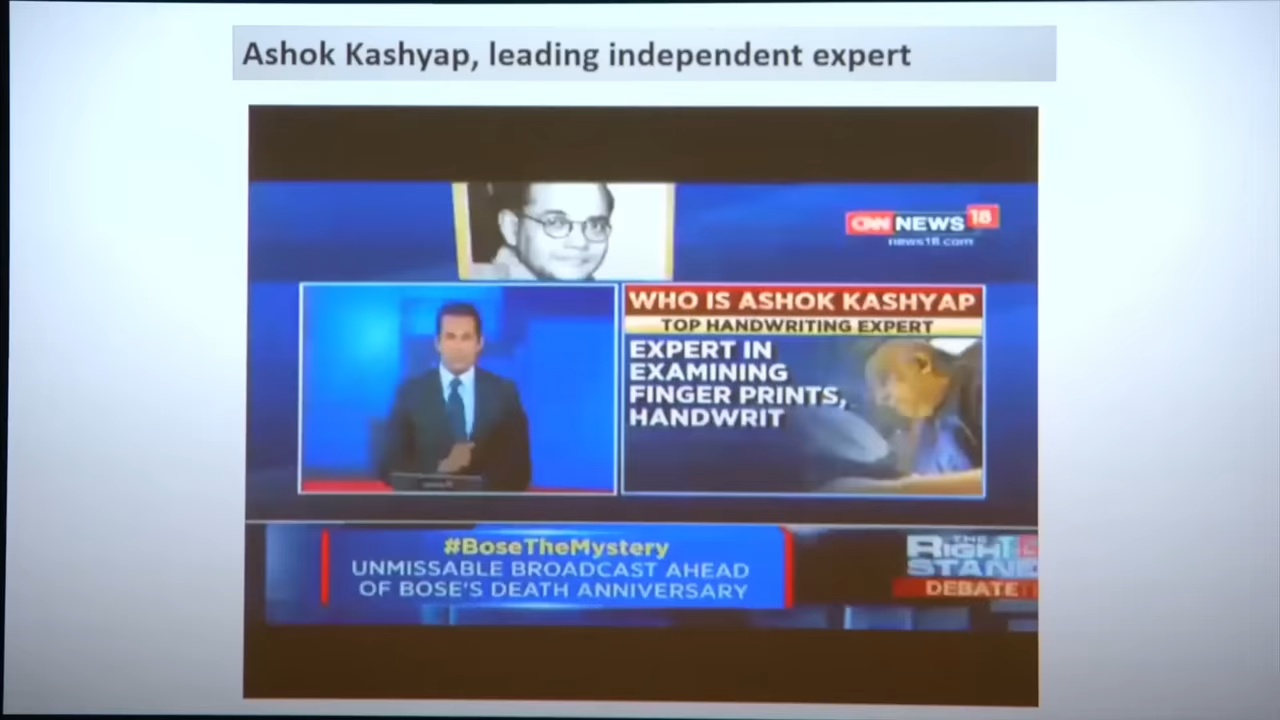 Ashok Kashyap, leading independent expert
CNN NEWS 18
news18.com
WHO IS ASHOK KASHYAP
TOP HANDWRITING EXPERT
EXPERT IN
EXAMINING
FINGER PRINTS,
HANDWRIT
#BoseTheMystery
UNMISSABLE BROADCAST AHEAD
OF BOSE'S DEATH ANNIVERSARY
THE
RIGHT
STAND
DEBATE